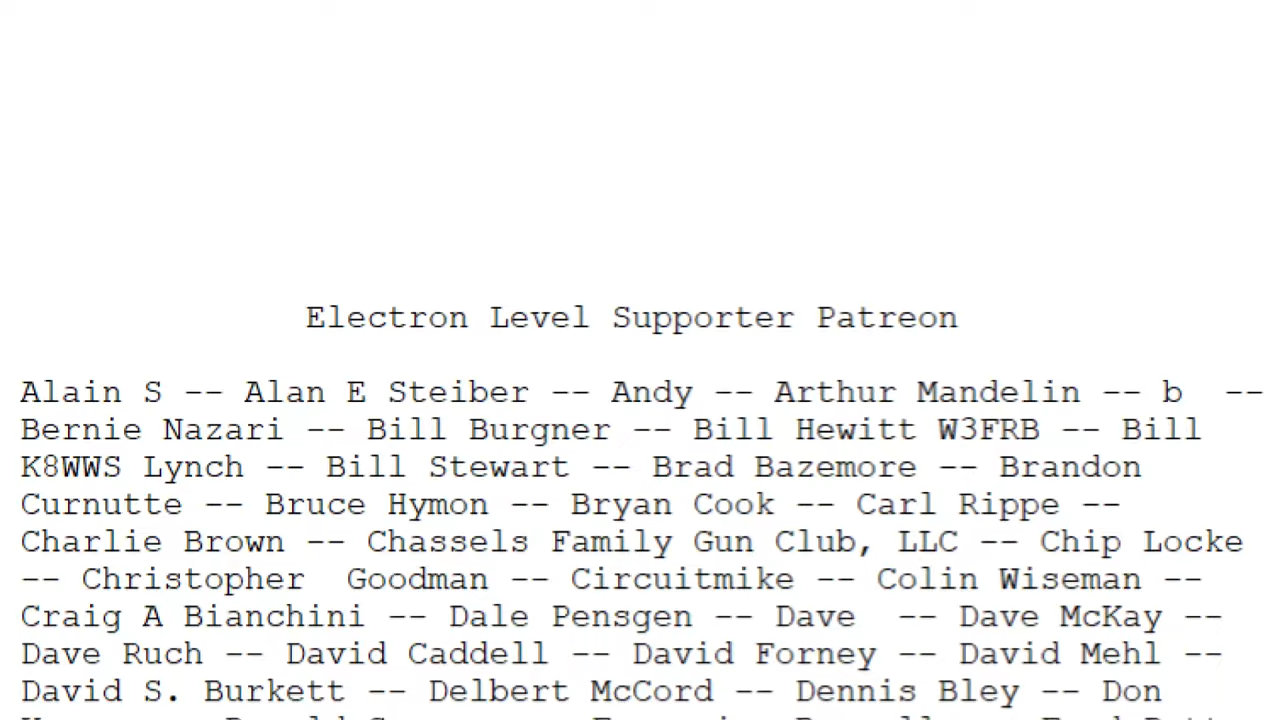 Electron Level Supporter Patreon
Alain S -- Alan E Steiber -- Andy -- Arthur Mandelin -- b  --
Bernie Nazari -- Bill Burgner -- Bill Hewitt W3FRB -- Bill
K8WWS Lynch -- Bill Stewart -- Brad Bazemore -- Brandon
Curnutte -- Bruce Hymon -- Bryan Cook -- Carl Rippe --
Charlie Brown -- Chassels Family Gun Club, LLC -- Chip Locke
-- Christopher  Goodman -- Circuitmike -- Colin Wiseman --
Craig A Bianchini -- Dale Pensgen -- Dave  -- Dave McKay --
Dave Ruch -- David Caddell -- David Forney -- David Mehl --
David S. Burkett -- Delbert McCord -- Dennis Bley -- Don